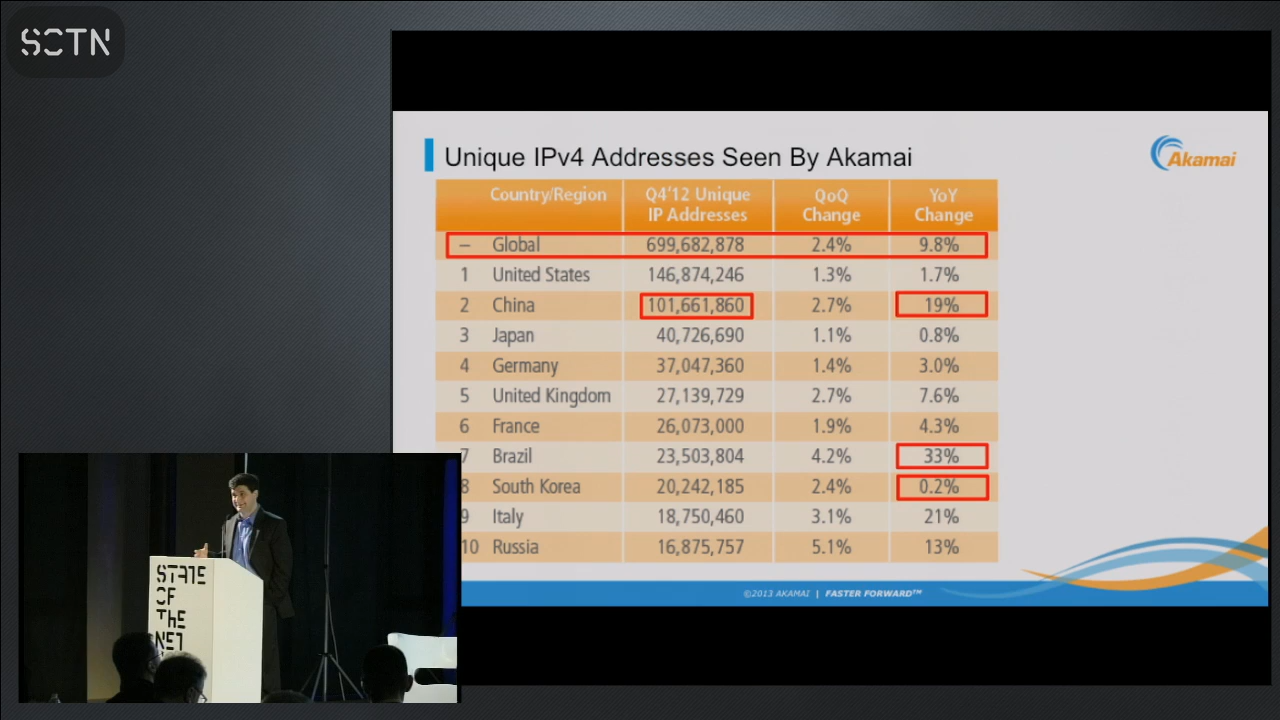 SOTN
Unique IPv4 Addresses Seen By Akamai
Akamai
Country/Region Q4'12 Unique IP Addresses QoQ Change YoY Change
– Global 699,682,878 2.4% 9.8%
1 United States 146,874,246 1.3% 1.7%
2 China 101,661,860 2.7% 19%
3 Japan 40,726,690 1.1% 0.8%
4 Germany 37,047,360 1.4% 3.0%
5 United Kingdom 27,139,729 2.7% 7.6%
6 France 26,073,000 1.9% 4.3%
7 Brazil 23,503,804 4.2% 33%
8 South Korea 20,242,185 2.4% 0.2%
9 Italy 18,750,460 3.1% 21%
10 Russia 16,875,757 5.1% 13%
©2013 AKAMAI | FASTER FORWARD™
STATE
OF
THE
NET